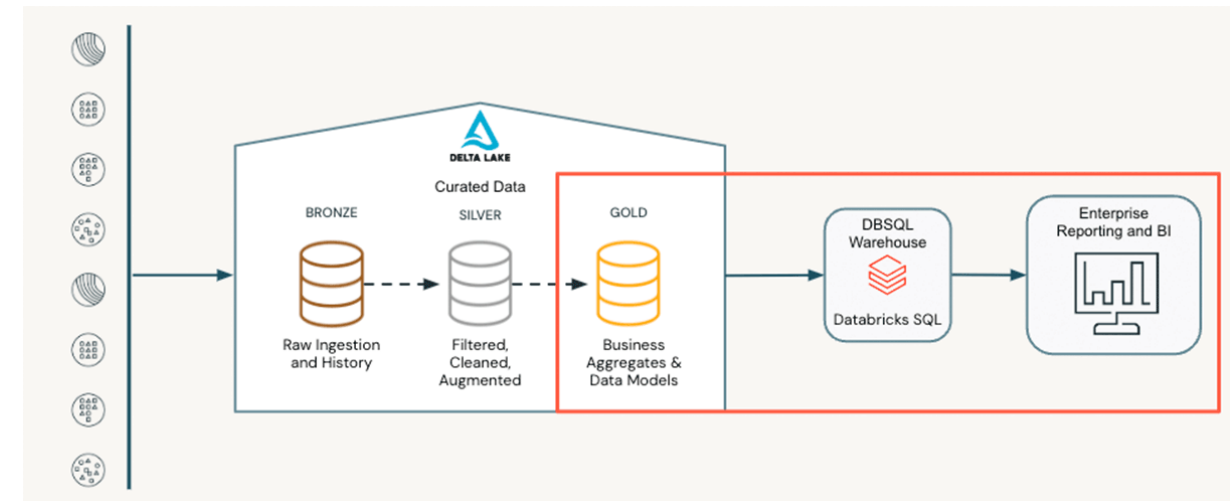 DELTA LAKE
Curated Data
BRONZE
SILVER
GOLD
Raw Ingestion
and History
Filtered,
Cleaned,
Augmented
Business
Aggregates &
Data Models
DBSQL
Warehouse
Databricks SQL
Enterprise
Reporting and BI